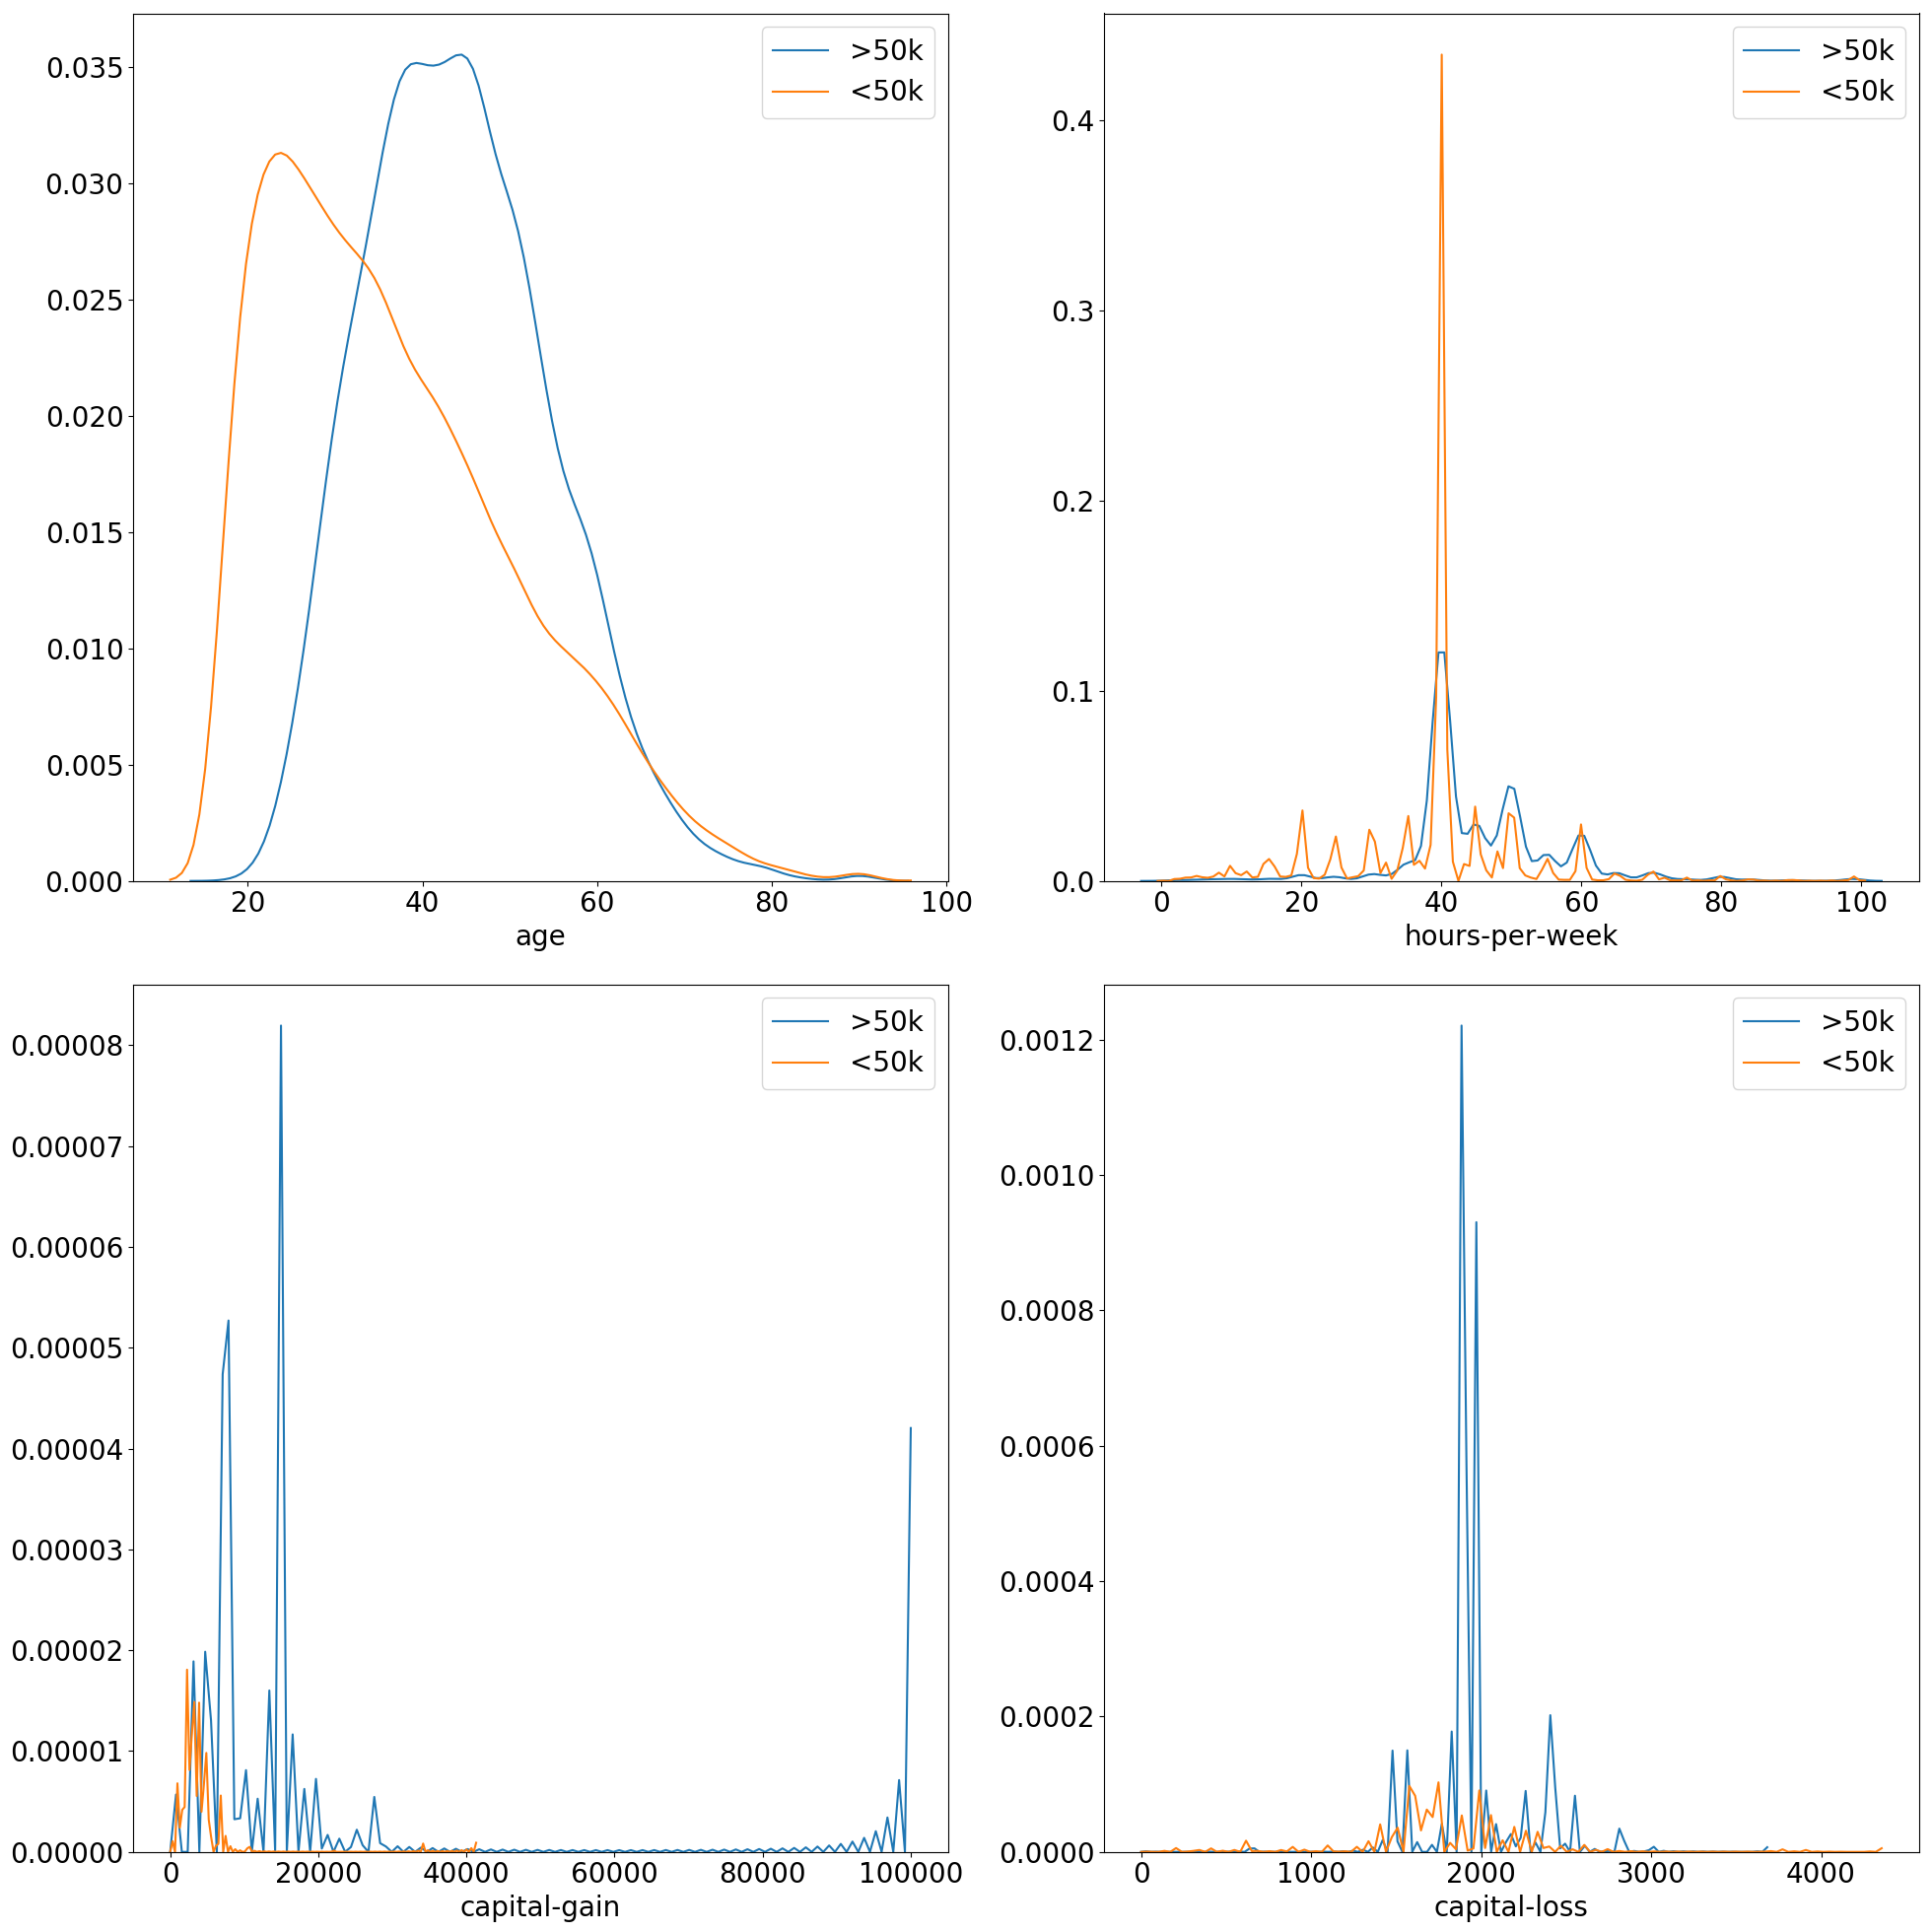 >50k
<50k
0.035
0.030
0.025
0.020
0.015
0.010
0.005
0.000
20 40 60 80 100
age
>50k
<50k
0.4
0.3
0.2
0.1
0.0
0 20 40 60 80 100
hours-per-week
>50k
<50k
0.00008
0.00007
0.00006
0.00005
0.00004
0.00003
0.00002
0.00001
0.00000
0 20000 40000 60000 80000 100000
capital-gain
>50k
<50k
0.0012
0.0010
0.0008
0.0006
0.0004
0.0002
0.0000
0 1000 2000 3000 4000
capital-loss